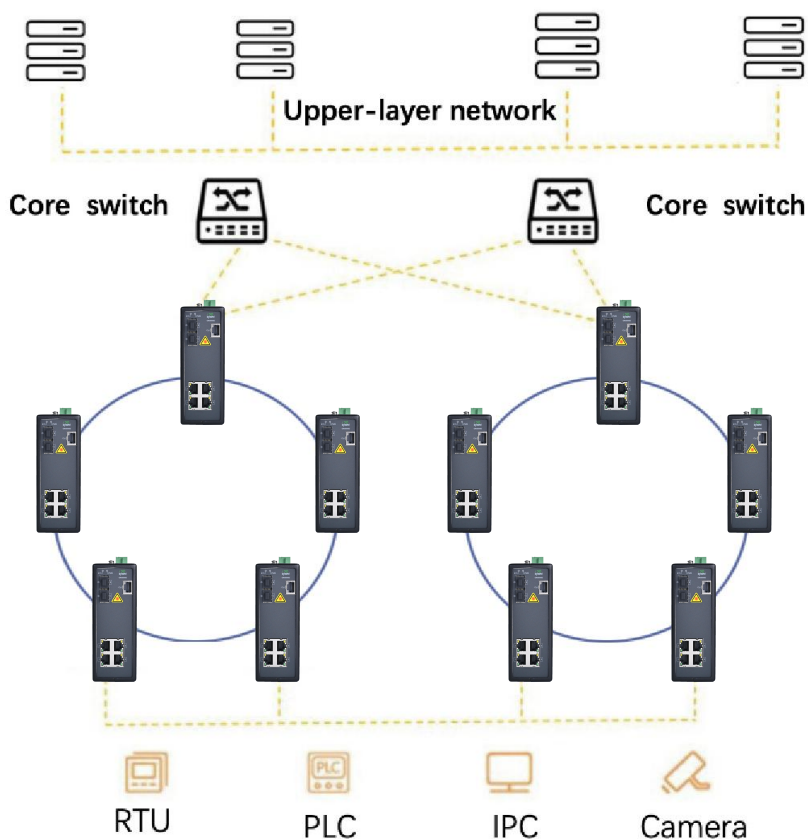 Upper-layer network
Core switch
Core switch
PLC
RTU
PLC
IPC
Camera